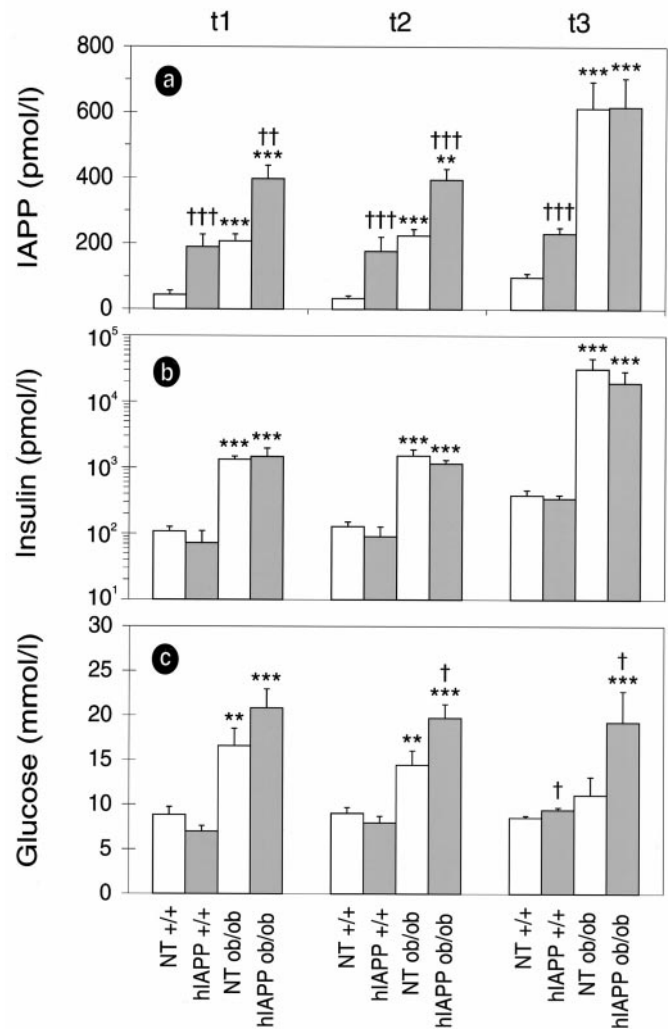 t1 t2 t3
a
IAPP (pmol/l)
800
600
400
200
0
†††
***
††
***
†††
***
†††
**
†††
***
***
b
Insulin (pmol/l)
10^5
10^4
10^3
10^2
10^1
***
***
***
***
***
***
c
Glucose (mmol/l)
30
25
20
15
10
5
0
**
***
**
†
***
†
†
***
NT +/+
hIAPP +/+
NT ob/ob
hIAPP ob/ob
NT +/+
hIAPP +/+
NT ob/ob
hIAPP ob/ob
NT +/+
hIAPP +/+
NT ob/ob
hIAPP ob/ob